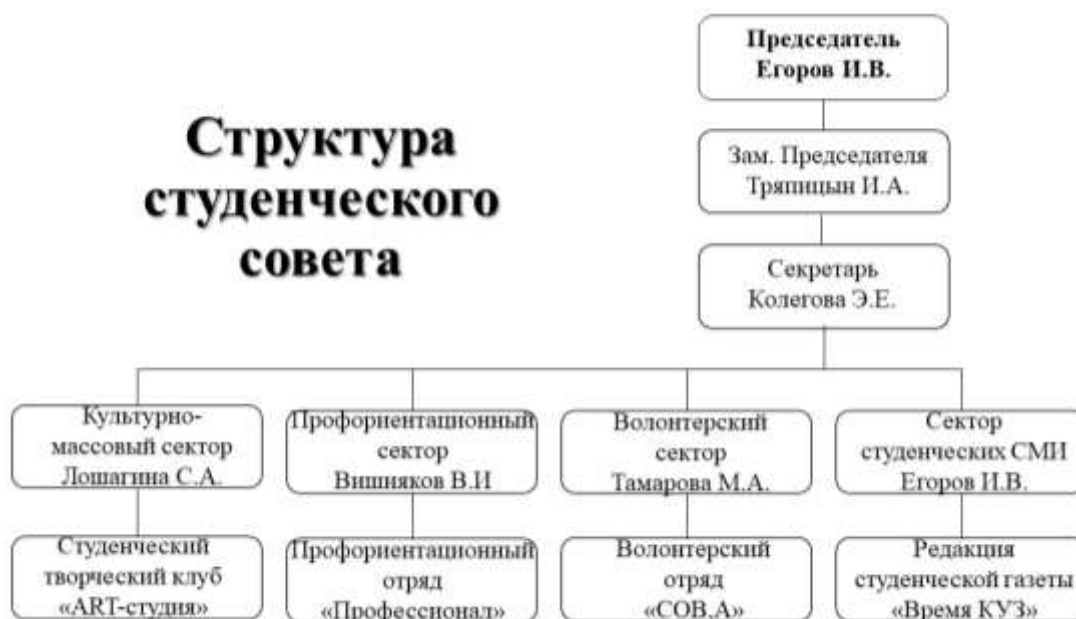 Структура
студенческого
совета
Председатель
Егоров И.В.
Зам. Председателя
Тряпицын И.А.
Секретарь
Колегова Э.Е.
Культурно-
массовый сектор
Лошагина С.А.
Профориентационный
сектор
Вишняков В.И
Волонтерский
сектор
Тамарова М.А.
Сектор
студенческих СМИ
Егоров И.В.
Студенческий
творческий клуб
«ART-студия»
Профориентационный
отряд
«Профессионал»
Волонтерский
отряд
«СОВ.А»
Редакция
студенческой газеты
«Время КУЗ»